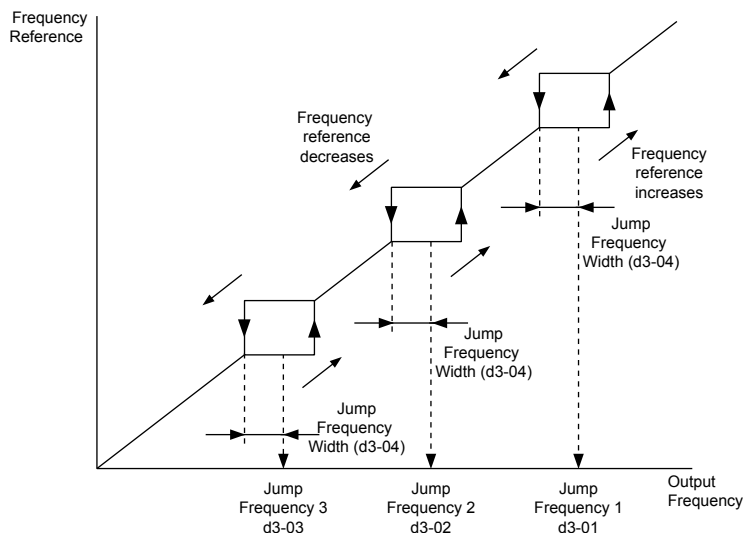 Frequency
Reference
Frequency
reference
decreases
Frequency
reference
increases
Jump
Frequency
Width (d3-04)
Jump
Frequency
Width (d3-04)
Jump
Frequency
Width (d3-04)
Output
Frequency
Jump
Frequency 3
d3-03
Jump
Frequency 2
d3-02
Jump
Frequency 1
d3-01